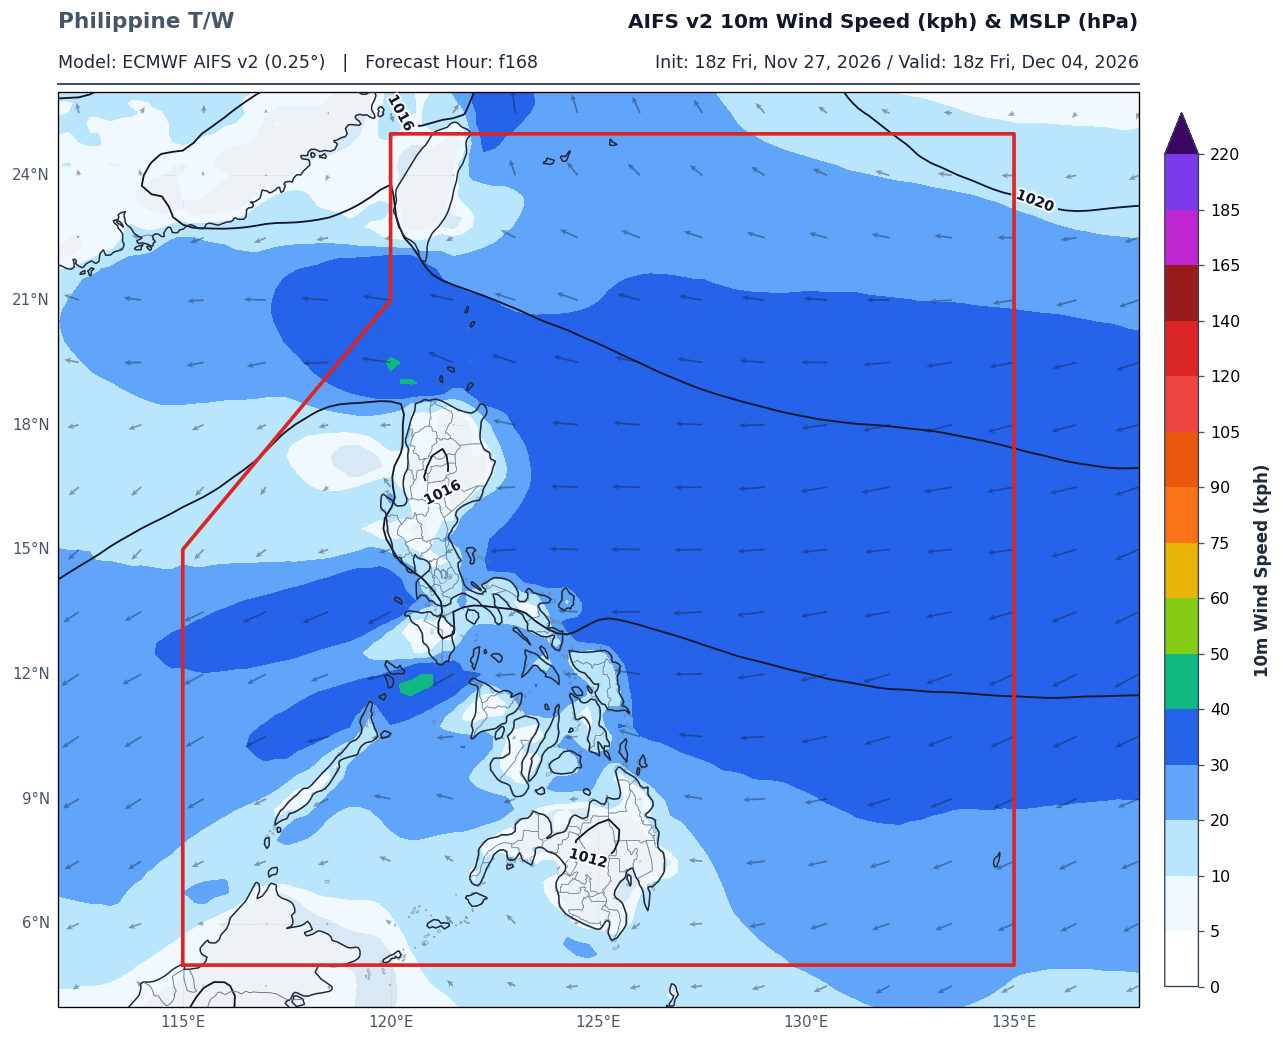 Philippine T/W
AIFS v2 10m Wind Speed (kph) & MSLP (hPa)
Model: ECMWF AIFS v2 (0.25°) | Forecast Hour: f168
Init: 18z Fri, Nov 27, 2026 / Valid: 18z Fri, Dec 04, 2026
1016
1020
1016
1012
24°N
21°N
18°N
15°N
12°N
9°N
6°N
115°E
120°E
125°E
130°E
135°E
220
185
165
140
120
105
90
75
60
50
40
30
20
10
5
0
10m Wind Speed (kph)